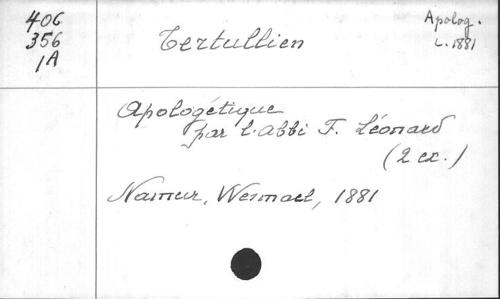 406
356
1A
Tertullien
Apolog.
L. 1881
Apologétique
par l'abbé F. Léonard
(2 ex.)
Namur, Wesmael, 1881